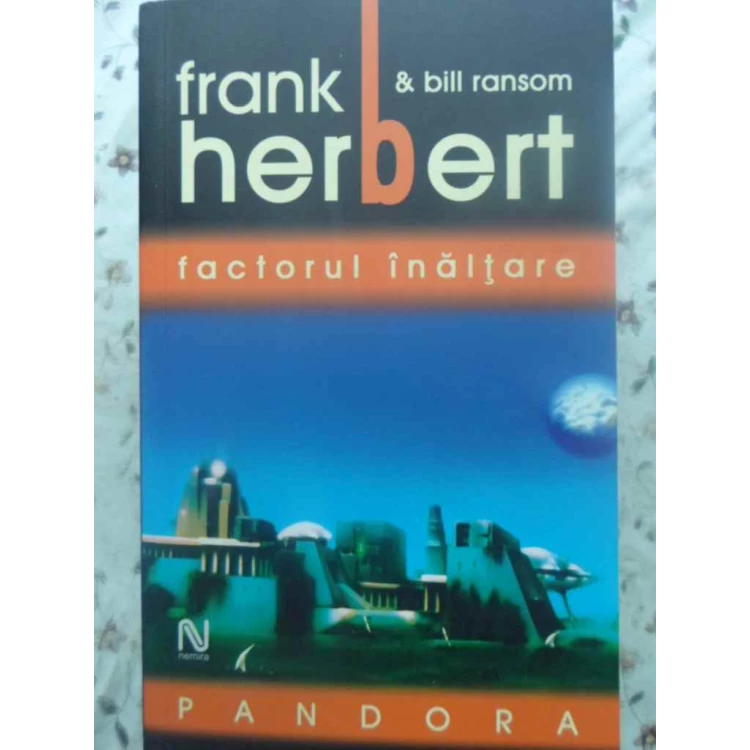 frank & bill ransom
herbert
factorul înălţare
nemira
PANDORA